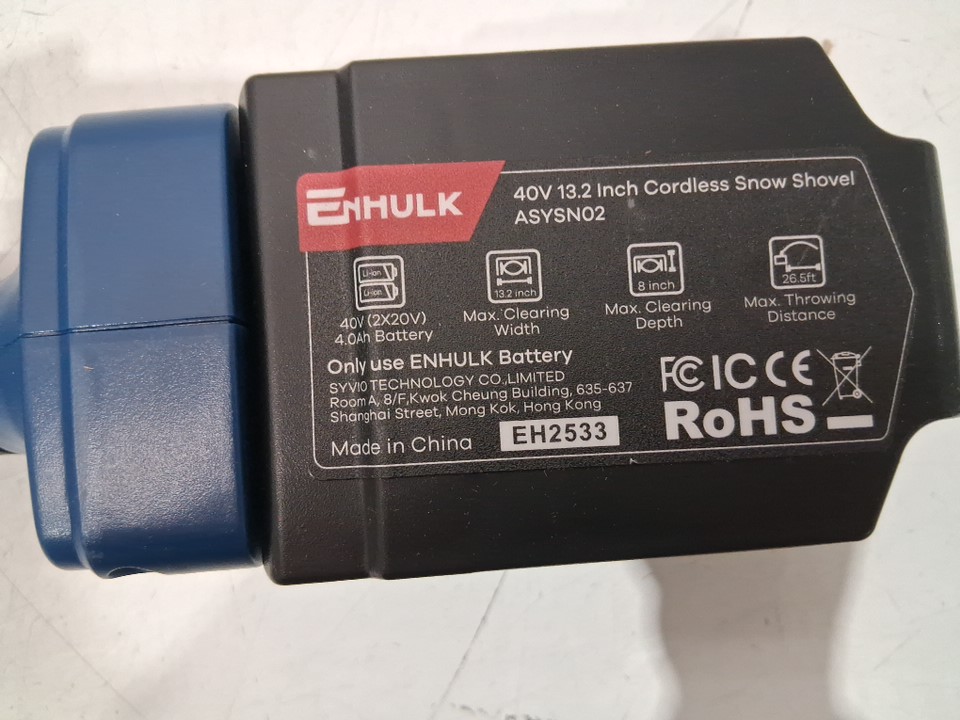 ENHULK
40V 13.2 Inch Cordless Snow Shovel
ASYSN02
Li-ion
Li-ion
13.2 inch
8 inch
26.5ft
40V (2X20V)
4.0Ah Battery
Max. Clearing
Width
Max. Clearing
Depth
Max. Throwing
Distance
Only use ENHULK Battery
SYVIO TECHNOLOGY CO.,LIMITED
Room A, 8/F,Kwok Cheung Building, 635-637
Shanghai Street, Mong Kok, Hong Kong
Made in China
EH2533
FC IC CE
RoHS